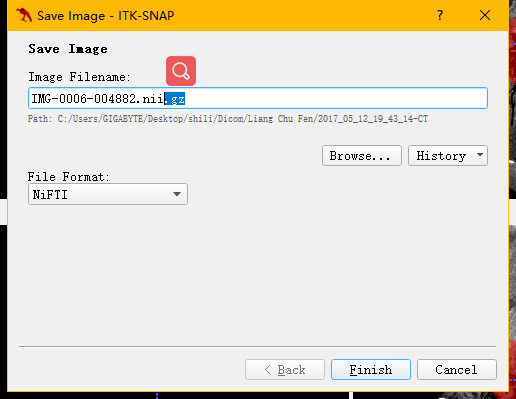 Save Image - ITK-SNAP
Save Image
Image Filename:
IMG-0006-004882.nii.gz
Path: C:/Users/GIGABYTE/Desktop/shili/Dicom/Liang Chu Fen/2017_05_12_19_43_14-CT
Browse... History
File Format:
NiFTI
< Back Finish Cancel